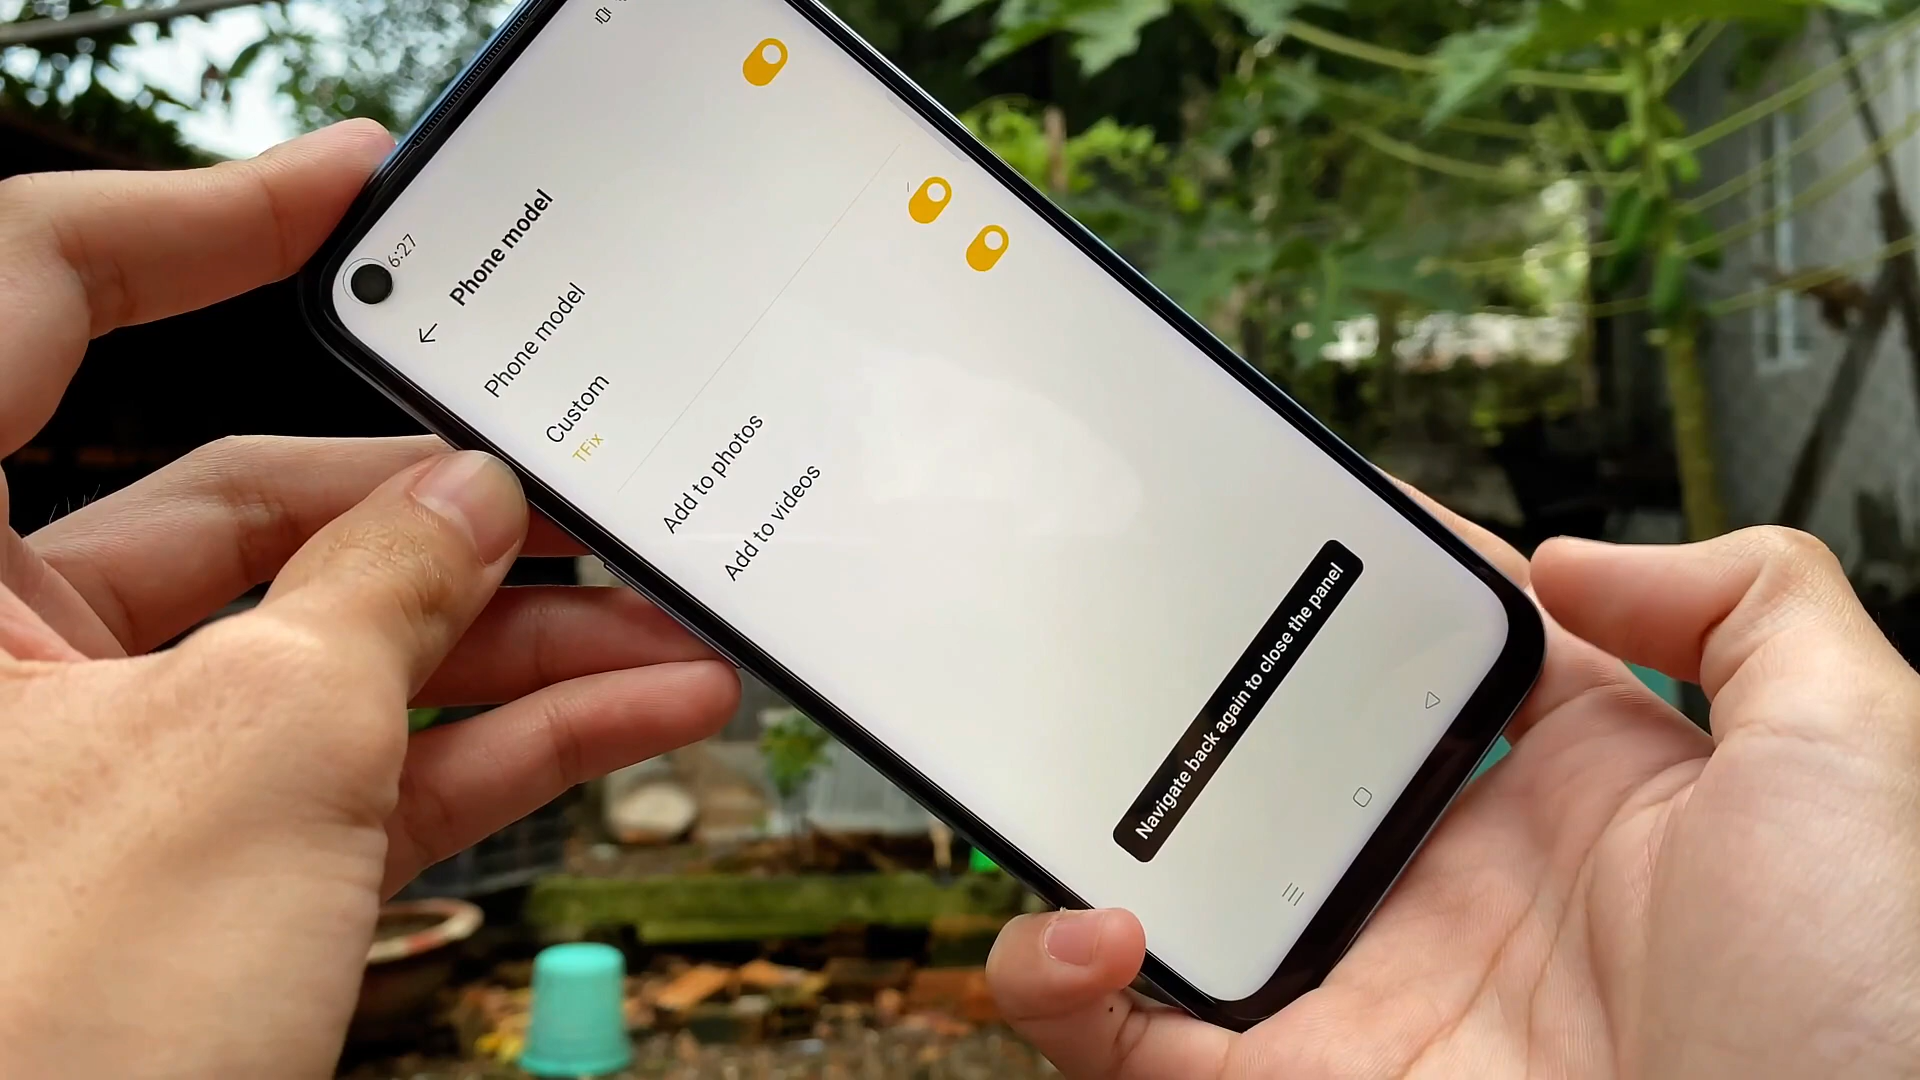 6:27
Phone model
Phone model
Custom
TFix
Add to photos
Add to videos
Navigate back again to close the panel